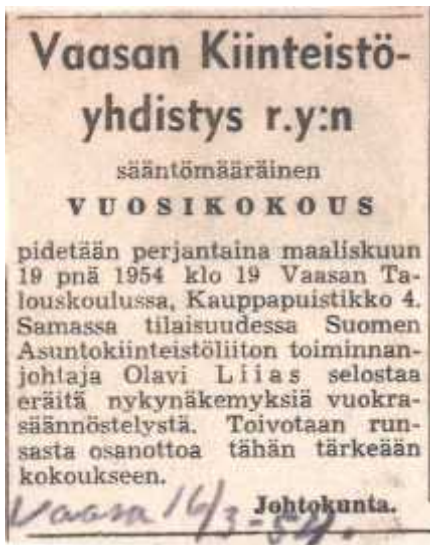 Vaasan Kiinteistö-
yhdistys r.y:n
sääntömääräinen
VUOSIKOKOUS
pidetään perjantaina maaliskuun
19 pnä 1954 klo 19 Vaasan Ta-
louskoulussa, Kauppapuistikko 4.
Samassa tilaisuudessa Suomen
Asuntokiinteistöliiton toiminnan-
johtaja Olavi Liias selostaa
eräitä nykynäkemyksiä vuokra-
säännöstelystä. Toivotaan run-
sasta osanottoa tähän tärkeään
kokoukseen.
Johtokunta.
Vaasa 16/3-54.